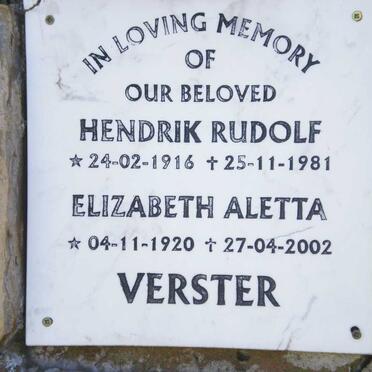 IN LOVING MEMORY
OF
OUR BELOVED
HENDRIK RUDOLF
☆ 24-02-1916 ✝ 25-11-1981
ELIZABETH ALETTA
☆ 04-11-1920 ✝ 27-04-2002
VERSTER